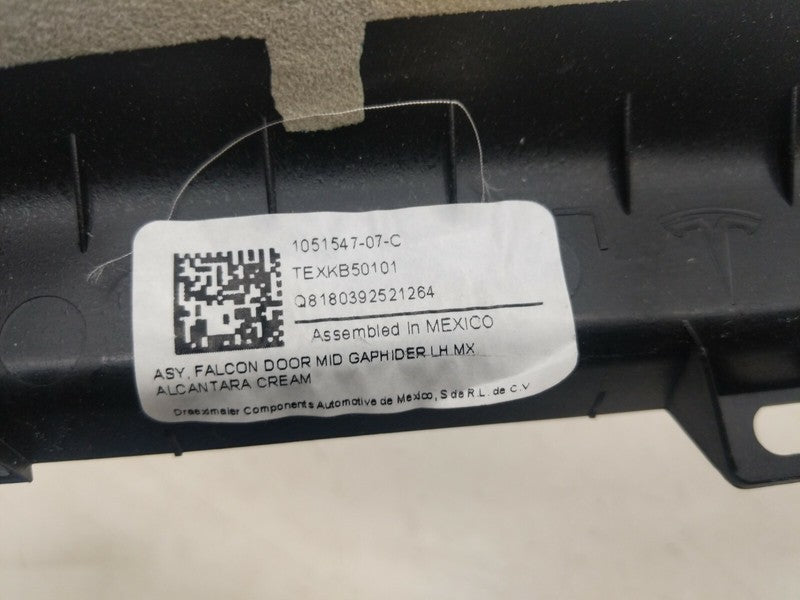 1051547-07-C
TEXKB50101
Q8180392521264
Assembled in MEXICO
ASY, FALCON DOOR MID GAPHIDER LH MX
ALCANTARA CREAM
Draexmaier Components Automotive de Mexico, S de R.L. de C.V